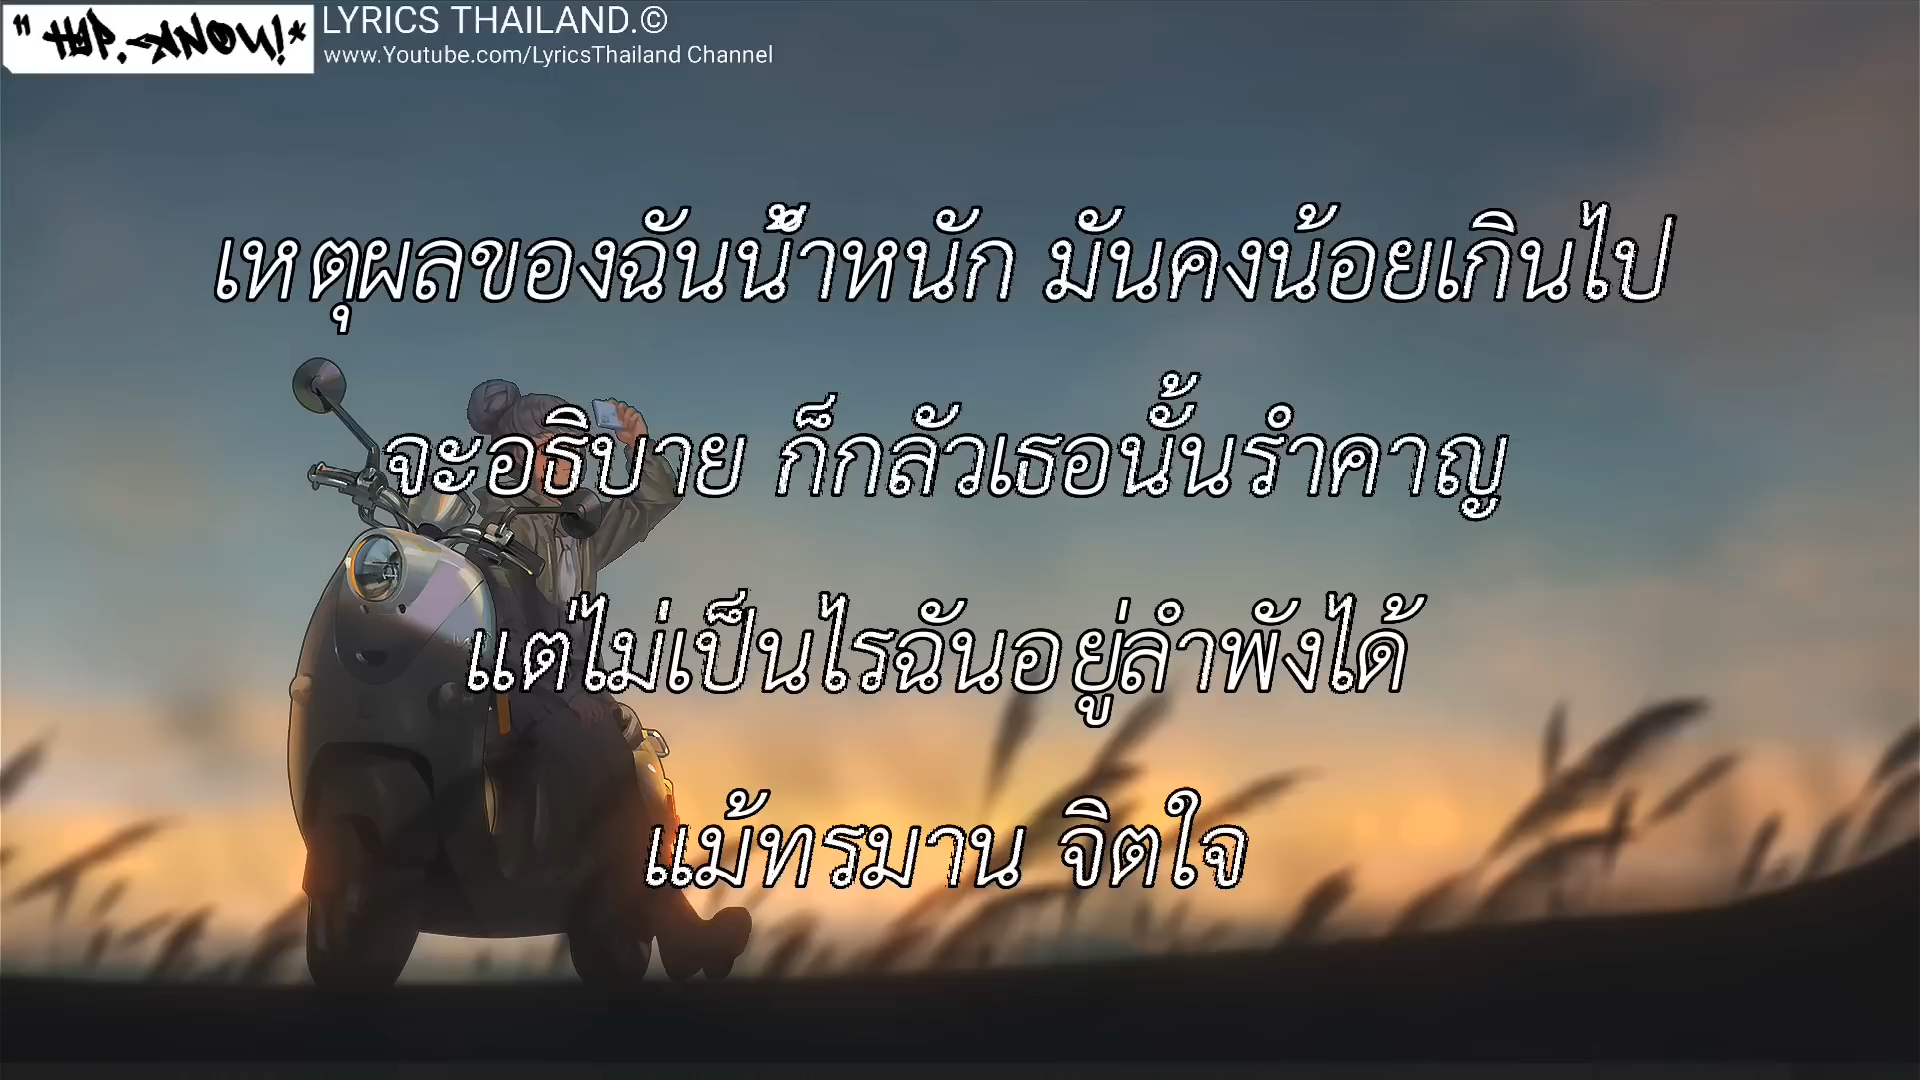 "HYP.-KNOW!*
LYRICS THAILAND.©
www.Youtube.com/LyricsThailand Channel
เหตุผลของฉันน้ำหนัก มันคงน้อยเกินไป
จะอธิบาย ก็กลัวเธอนั้นรำคาญ
แต่ไม่เป็นไรฉันอยู่ลำพังได้
แม้ทรมาน จิตใจ